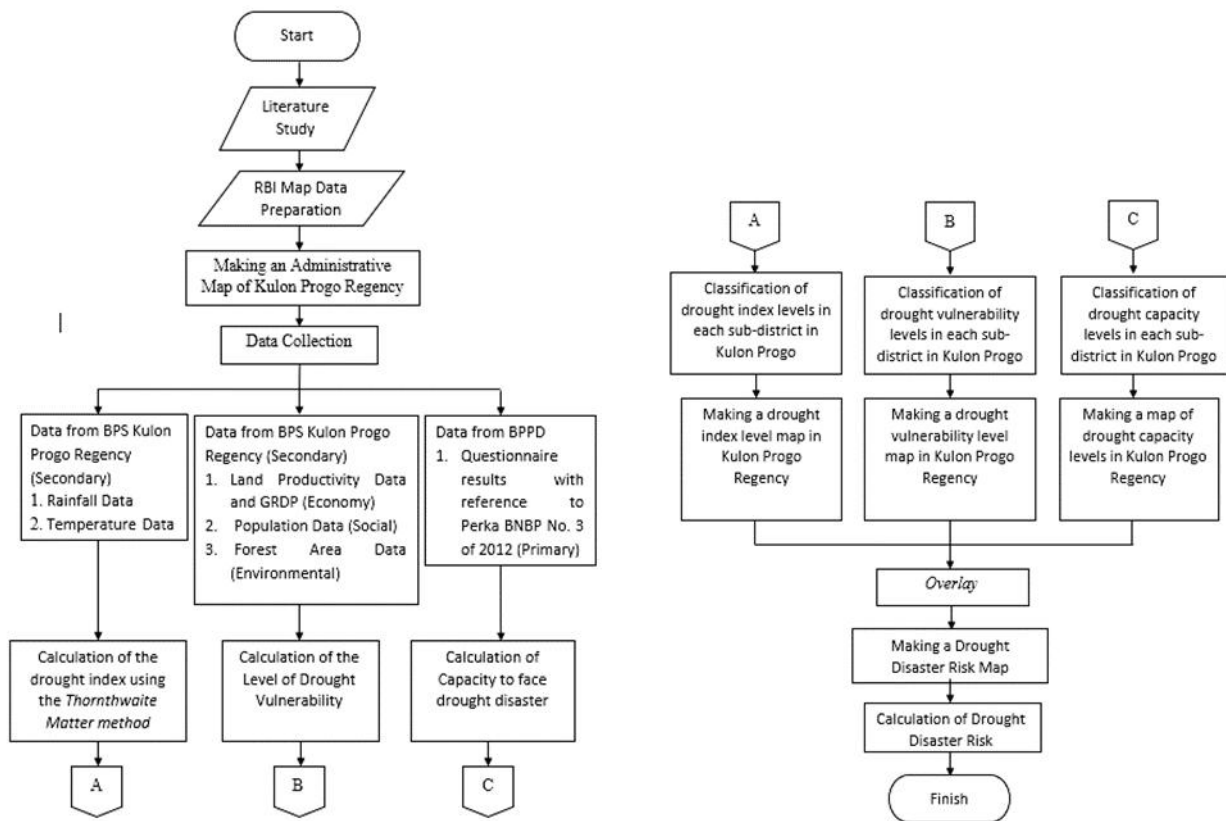 Start
Literature
Study
RBI Map Data
Preparation
Making an Administrative
Map of Kulon Progo Regency
Data Collection
Data from BPS Kulon
Progo Regency
(Secondary)
1. Rainfall Data
2. Temperature Data
Data from BPS Kulon Progo
Regency (Secondary)
1. Land Productivity Data
and GRDP (Economy)
2. Population Data (Social)
3. Forest Area Data
(Environmental)
Data from BPPD
1. Questionnaire
results with
reference to
Perka BNBP No. 3
of 2012 (Primary)
Calculation of the
drought index using
the Thornthwaite
Matter method
Calculation of the
Level of Drought
Vulnerability
Calculation of
Capacity to face
drought disaster
A
B
C
A
B
C
Classification of
drought index levels in
each sub-district in
Kulon Progo
Classification of
drought vulnerability
levels in each sub-
district in Kulon Progo
Classification of
drought capacity
levels in each sub-
district in Kulon Progo
Making a drought
index level map in
Kulon Progo
Regency
Making a drought
vulnerability level
map in Kulon Progo
Regency
Making a map of
drought capacity
levels in Kulon Progo
Regency
Overlay
Making a Drought
Disaster Risk Map
Calculation of Drought
Disaster Risk
Finish